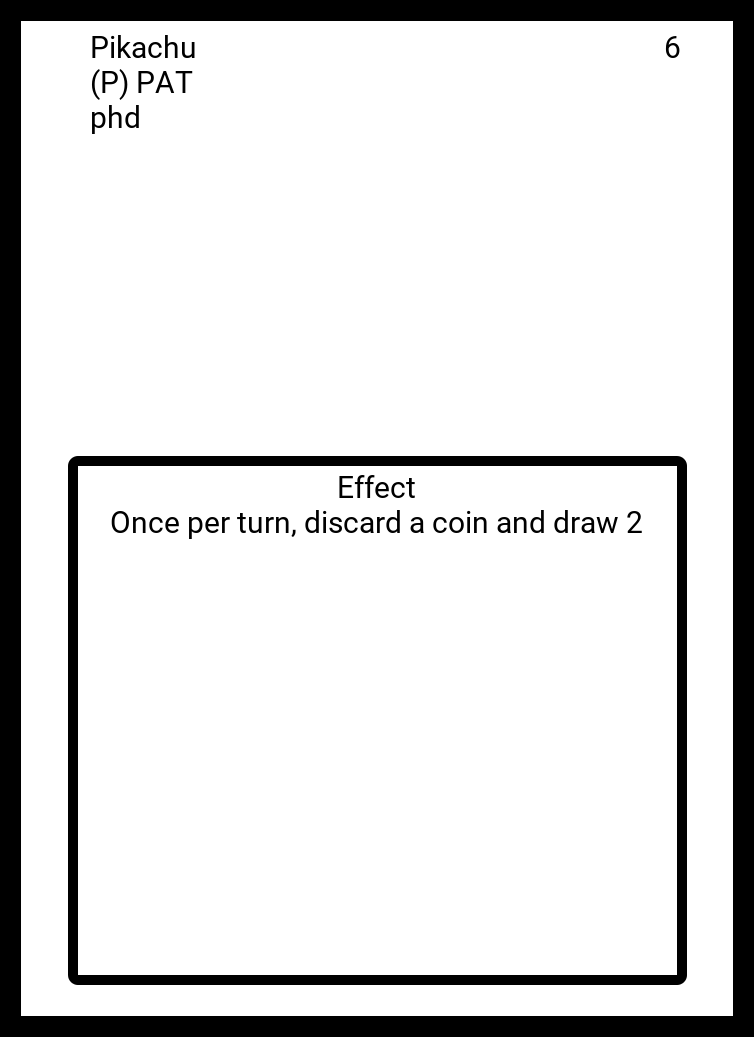 Pikachu 6
(P) PAT
phd
Effect
Once per turn, discard a coin and draw 2